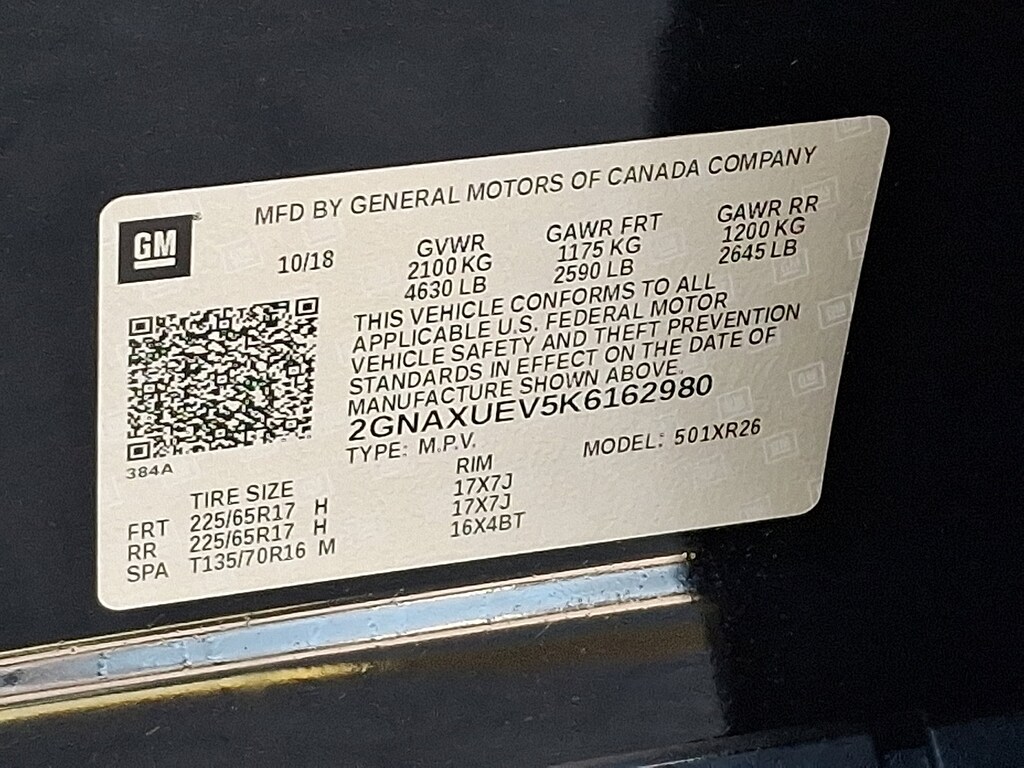 MFD BY GENERAL MOTORS OF CANADA COMPANY
GM
10/18
GVWR GAWR FRT GAWR RR
2100 KG 1175 KG 1200 KG
4630 LB 2590 LB 2645 LB
THIS VEHICLE CONFORMS TO ALL
APPLICABLE U.S. FEDERAL MOTOR
VEHICLE SAFETY AND THEFT PREVENTION
STANDARDS IN EFFECT ON THE DATE OF
MANUFACTURE SHOWN ABOVE.
2GNAXUEV5K6162980
TYPE: M.P.V. MODEL: 501XR26
384A
TIRE SIZE RIM
FRT 225/65R17 H 17X7J
RR 225/65R17 H 17X7J
SPA T135/70R16 M 16X4BT